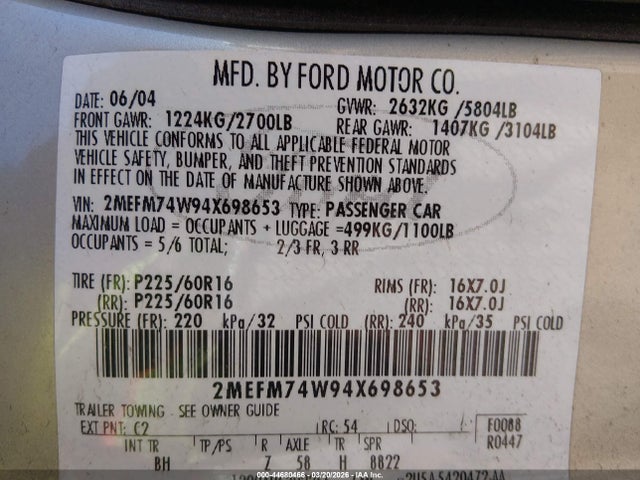 MFD. BY FORD MOTOR CO.
DATE: 06/04 GVWR: 2632KG /5804LB
FRONT GAWR: 1224KG/2700LB REAR GAWR: 1407KG /3104LB
THIS VEHICLE CONFORMS TO ALL APPLICABLE FEDERAL MOTOR
VEHICLE SAFETY, BUMPER, AND THEFT PREVENTION STANDARDS
IN EFFECT ON THE DATE OF MANUFACTURE SHOWN ABOVE.
VIN: 2MEFM74W94X698653 TYPE: PASSENGER CAR
MAXIMUM LOAD = OCCUPANTS + LUGGAGE =499KG/1100LB
OCCUPANTS = 5/6 TOTAL; 2/3 FR, 3 RR
TIRE (FR): P225/60R16 RIMS (FR): 16X7.0J
(RR): P225/60R16 (RR): 16X7.0J
PRESSURE (FR): 220 kPa/32 PSI COLD (RR): 240 kPa/35 PSI COLD
2MEFM74W94X698653
TRAILER TOWING - SEE OWNER GUIDE
EXT PNT: C2 RC: 54 DSO: F0088
INT TR TP/PS R AXLE TR SPR R0447
BH 7 58 H 8822
000-44680466 - 03/20/2026 - COPYRIGHT IAA